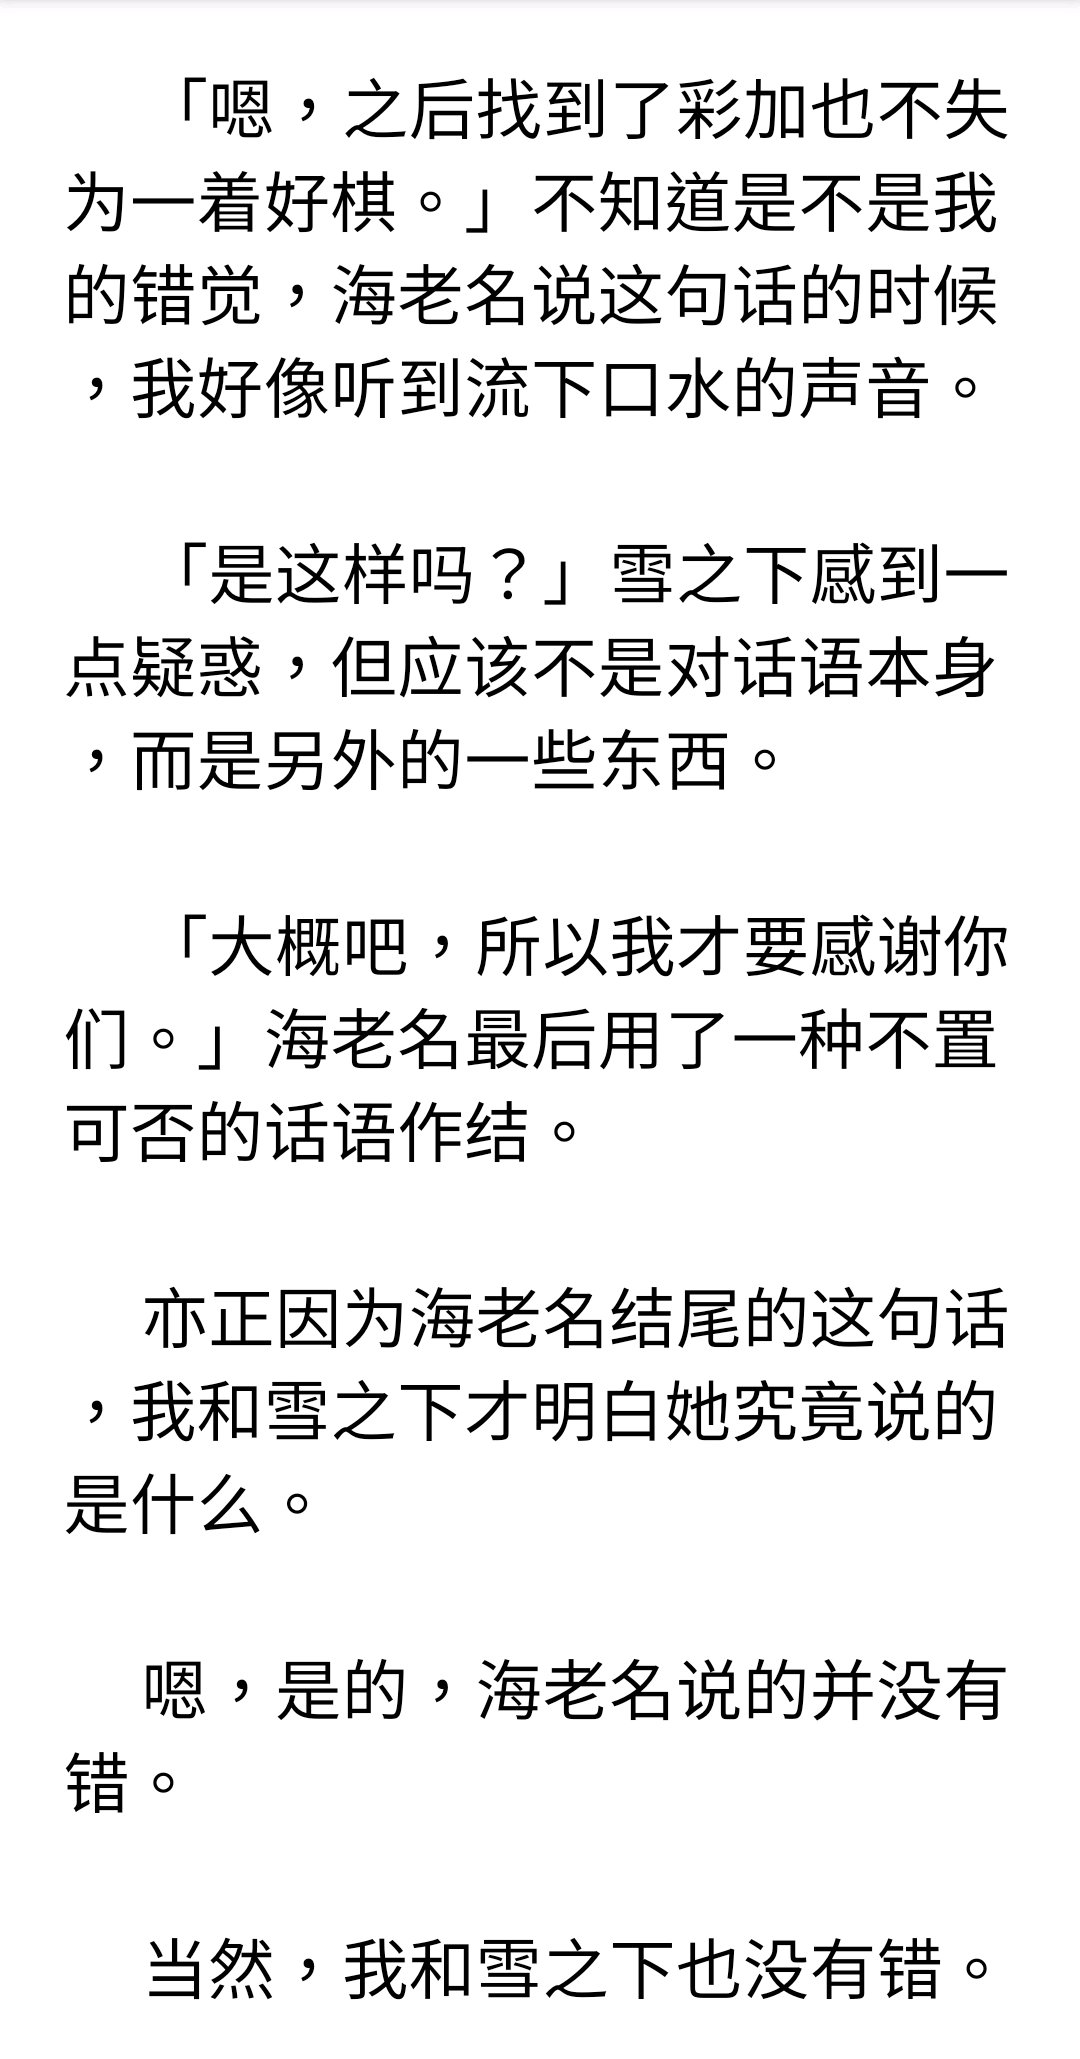 「嗯，之后找到了彩加也不失
为一着好棋。」不知道是不是我
的错觉，海老名说这句话的时候
，我好像听到流下口水的声音。
「是这样吗？」雪之下感到一
点疑惑，但应该不是对话语本身
，而是另外的一些东西。
「大概吧，所以我才要感谢你
们。」海老名最后用了一种不置
可否的话语作结。
亦正因为海老名结尾的这句话
，我和雪之下才明白她究竟说的
是什么。
嗯，是的，海老名说的并没有
错。
当然，我和雪之下也没有错。